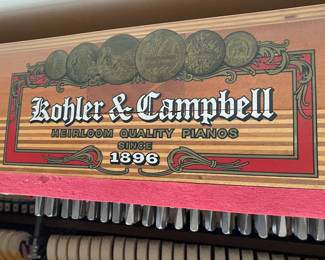 Kohler & Campbell
HEIRLOOM QUALITY PIANOS
SINCE
1896